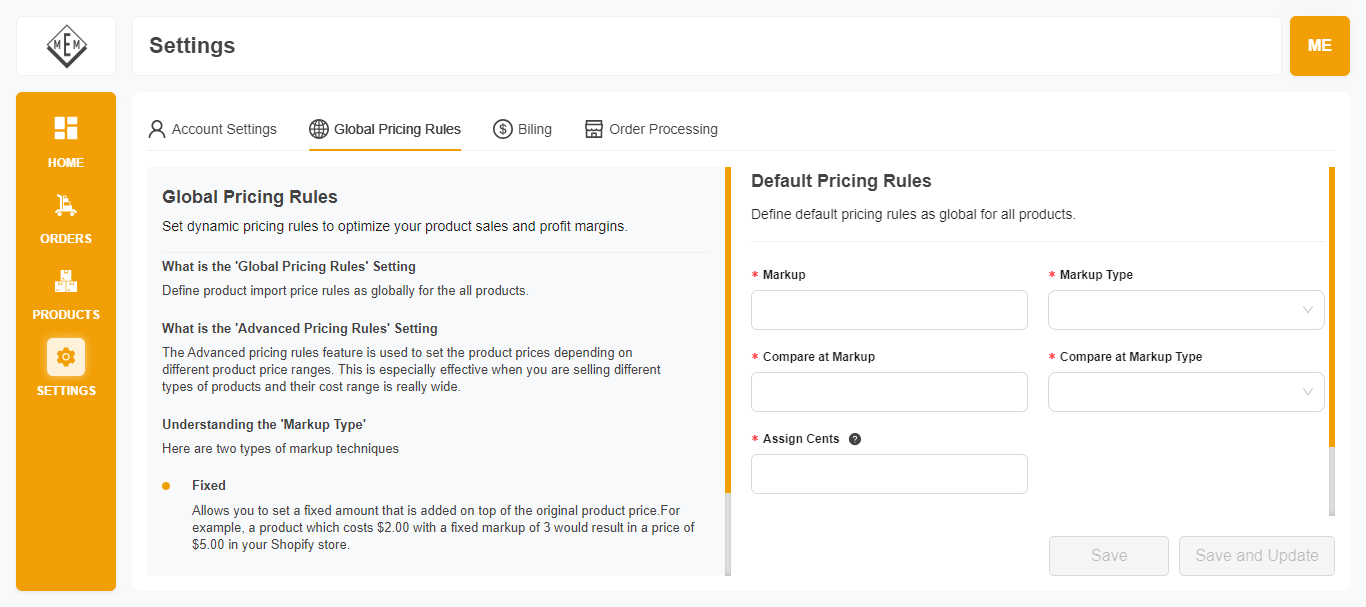 MEM
Settings
ME
HOME
ORDERS
PRODUCTS
SETTINGS
Account Settings
Global Pricing Rules
Biling
Order Processing
Global Pricing Rules
Set dynamic pricing rules to optimize your product sales and profit margins.
What is the 'Global Pricing Rules' Setting
Define product import price rules as globally for the all products.
What is the 'Advanced Pricing Rules' Setting
The Advanced pricing rules feature is used to set the product prices depending on
different product price ranges. This is especially effective when you are selling different
types of products and their cost range is really wide.
Understanding the 'Markup Type'
Here are two types of markup techniques
Fixed
Allows you to set a fixed amount that is added on top of the original product price.For
example, a product which costs $2.00 with a fixed markup of 3 would result in a price of
$5.00 in your Shopify store.
Default Pricing Rules
Define default pricing rules as global for all products.
* Markup
* Markup Type
* Compare at Markup
* Compare at Markup Type
* Assign Cents ?
Save
Save and Update